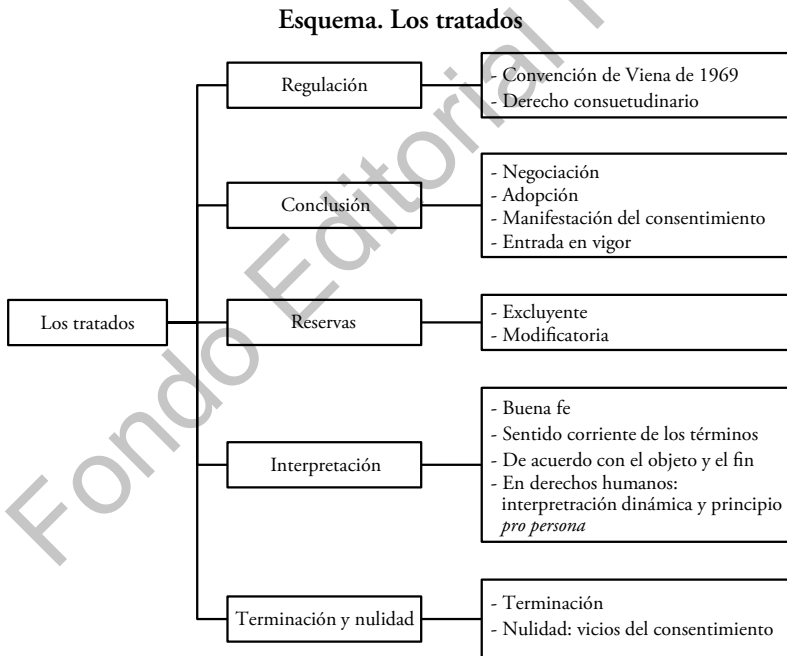 Esquema. Los tratados
Los tratados
Regulación
- Convención de Viena de 1969
- Derecho consuetudinario
Conclusión
- Negociación
- Adopción
- Manifestación del consentimiento
- Entrada en vigor
Reservas
- Excluyente
- Modificatoria
Interpretación
- Buena fe
- Sentido corriente de los términos
- De acuerdo con el objeto y el fin
- En derechos humanos:
interpretración dinámica y principio
pro persona
Terminación y nulidad
- Terminación
- Nulidad: vicios del consentimiento
Fondo Editorial